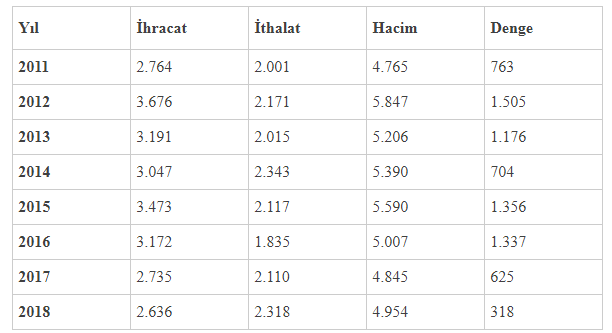 Yıl İhracat İthalat Hacim Denge
2011 2.764 2.001 4.765 763
2012 3.676 2.171 5.847 1.505
2013 3.191 2.015 5.206 1.176
2014 3.047 2.343 5.390 704
2015 3.473 2.117 5.590 1.356
2016 3.172 1.835 5.007 1.337
2017 2.735 2.110 4.845 625
2018 2.636 2.318 4.954 318